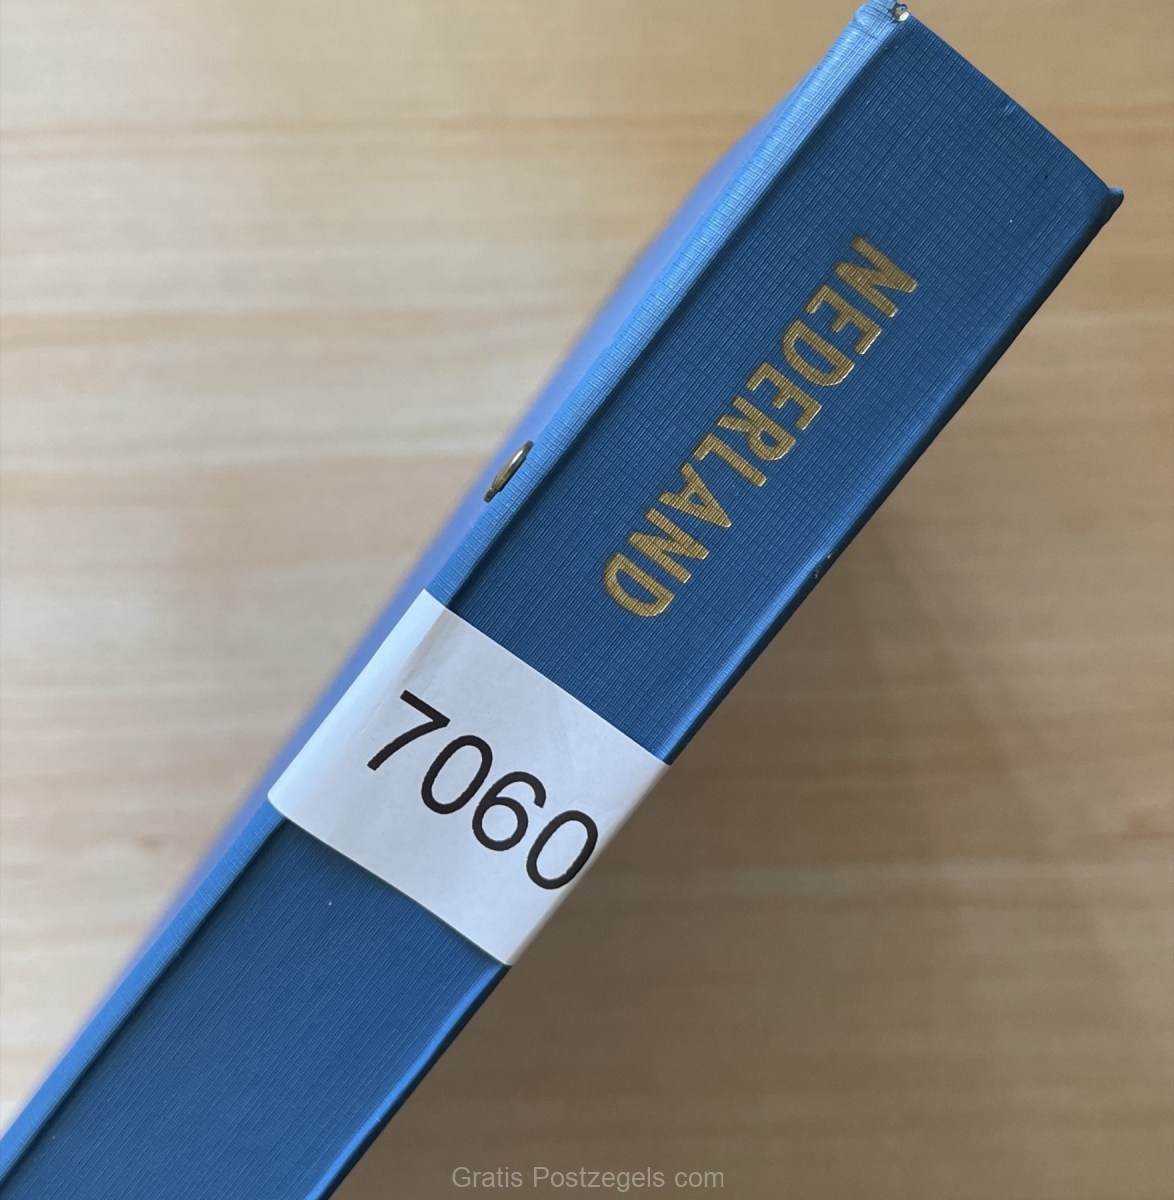 NEDERLAND
7060
Gratis Postzegels com